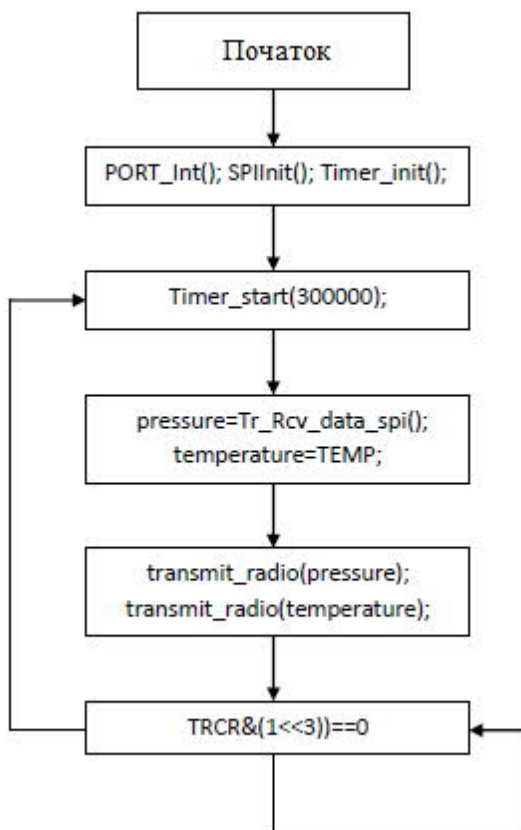 Початок
PORT_Int(); SPIInit(); Timer_init();
Timer_start(300000);
pressure=Tr_Rcv_data_spi();
temperature=TEMP;
transmit_radio(pressure);
transmit_radio(temperature);
TRCR&(1<<3))==0